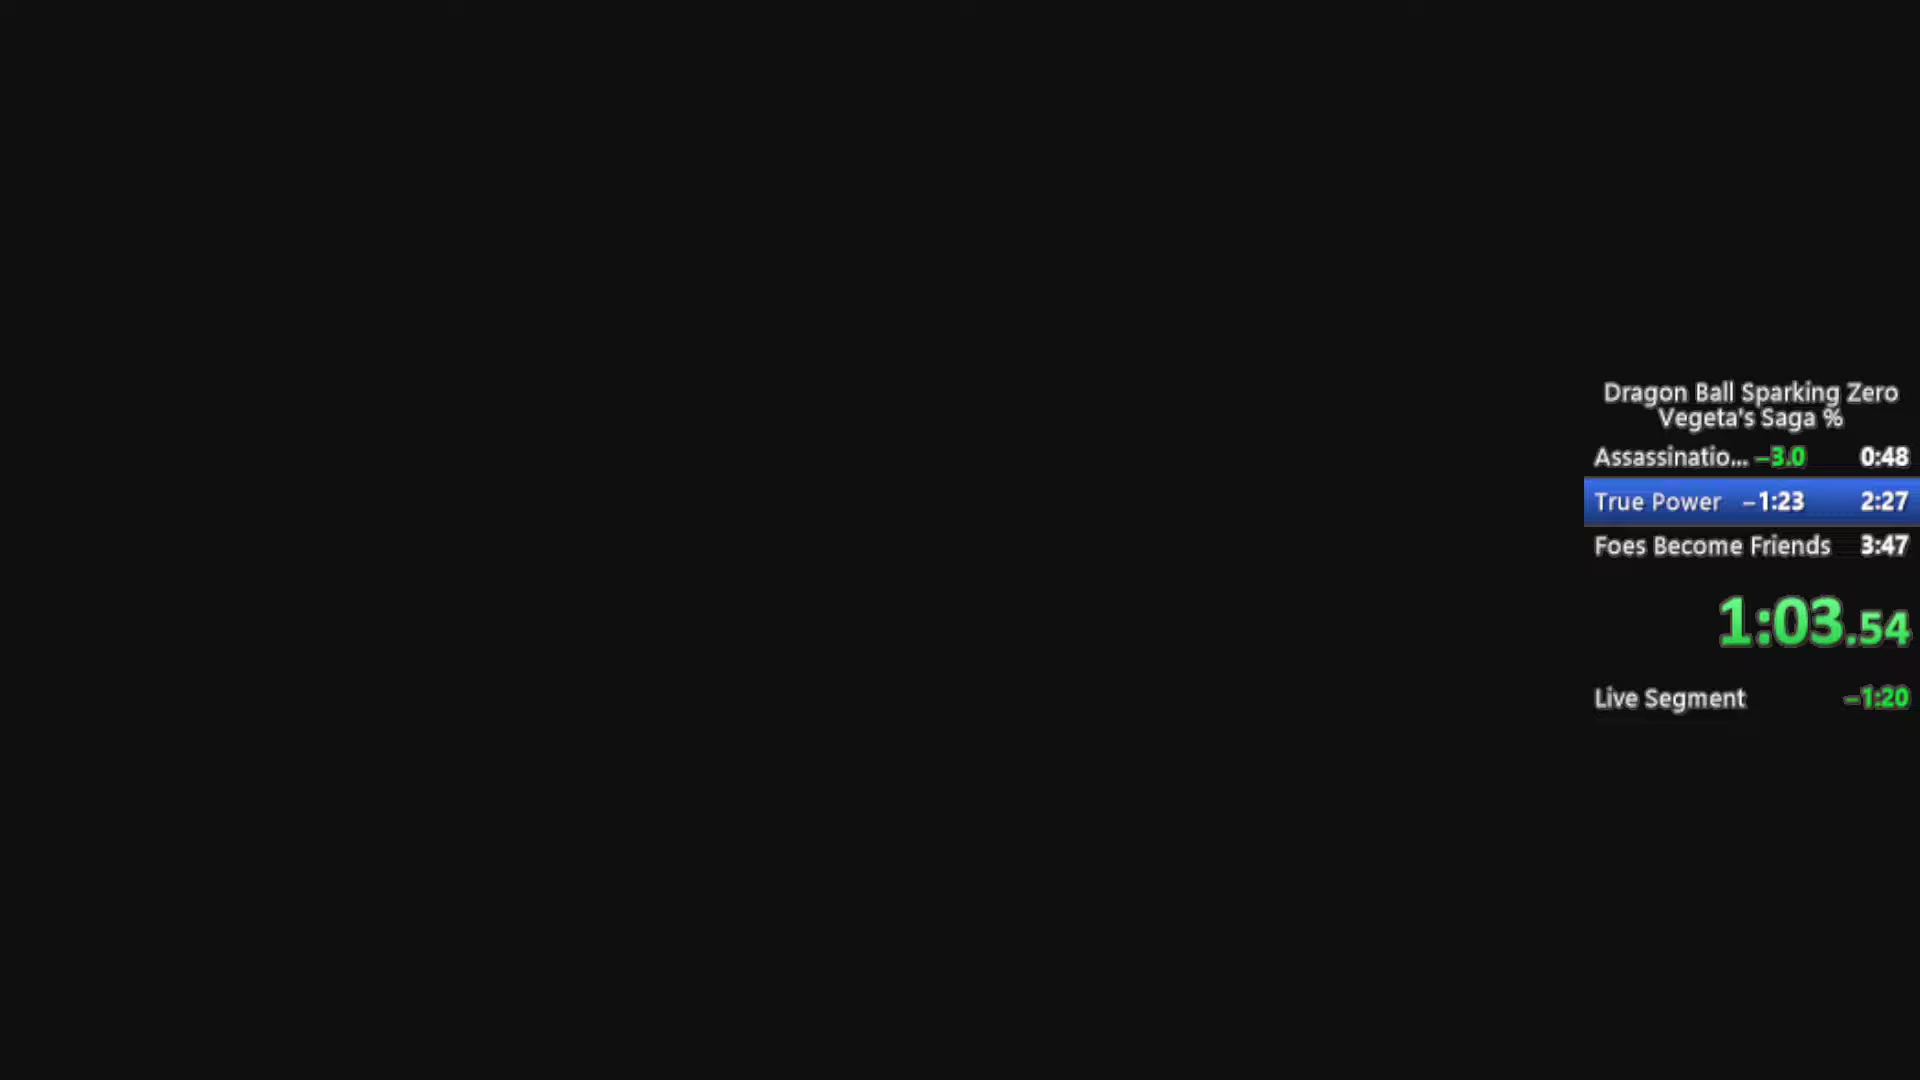 Dragon Ball Sparking Zero
Vegeta's Saga %
Assassinatio... −3.0 0:48
True Power −1:23 2:27
Foes Become Friends 3:47
1:03.54
Live Segment −1:20